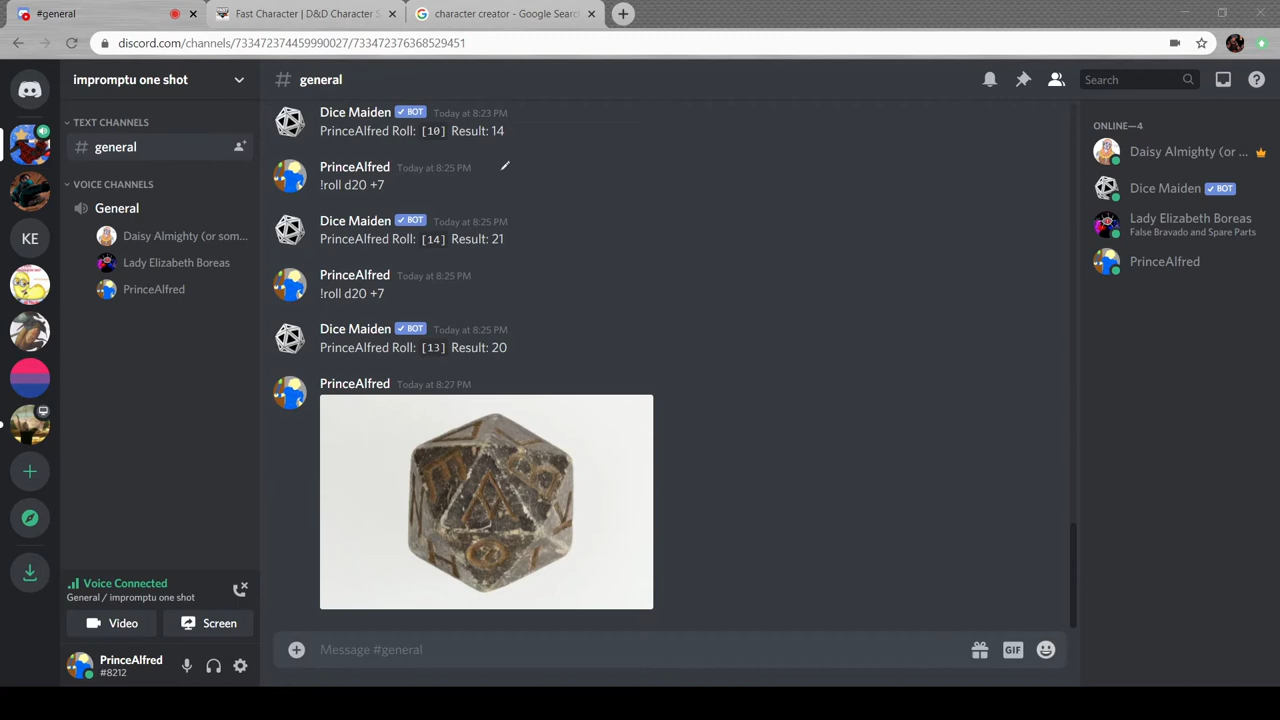 #general
Fast Character | D&D Character S
character creator - Google Searc
discord.com/channels/733472374459990027/733472376368529451
impromptu one shot
general
Search
TEXT CHANNELS
general
VOICE CHANNELS
General
Daisy Almighty (or som...
Lady Elizabeth Boreas
PrinceAlfred
KE
Dice Maiden BOT Today at 8:23 PM
PrinceAlfred Roll: [10] Result: 14
PrinceAlfred Today at 8:25 PM
!roll d20 +7
Dice Maiden BOT Today at 8:25 PM
PrinceAlfred Roll: [14] Result: 21
PrinceAlfred Today at 8:25 PM
!roll d20 +7
Dice Maiden BOT Today at 8:25 PM
PrinceAlfred Roll: [13] Result: 20
PrinceAlfred Today at 8:27 PM
Message #general
GIF
ONLINE—4
Daisy Almighty (or ...
Dice Maiden BOT
Lady Elizabeth Boreas
False Bravado and Spare Parts
PrinceAlfred
Voice Connected
General / impromptu one shot
Video
Screen
PrinceAlfred
#8212